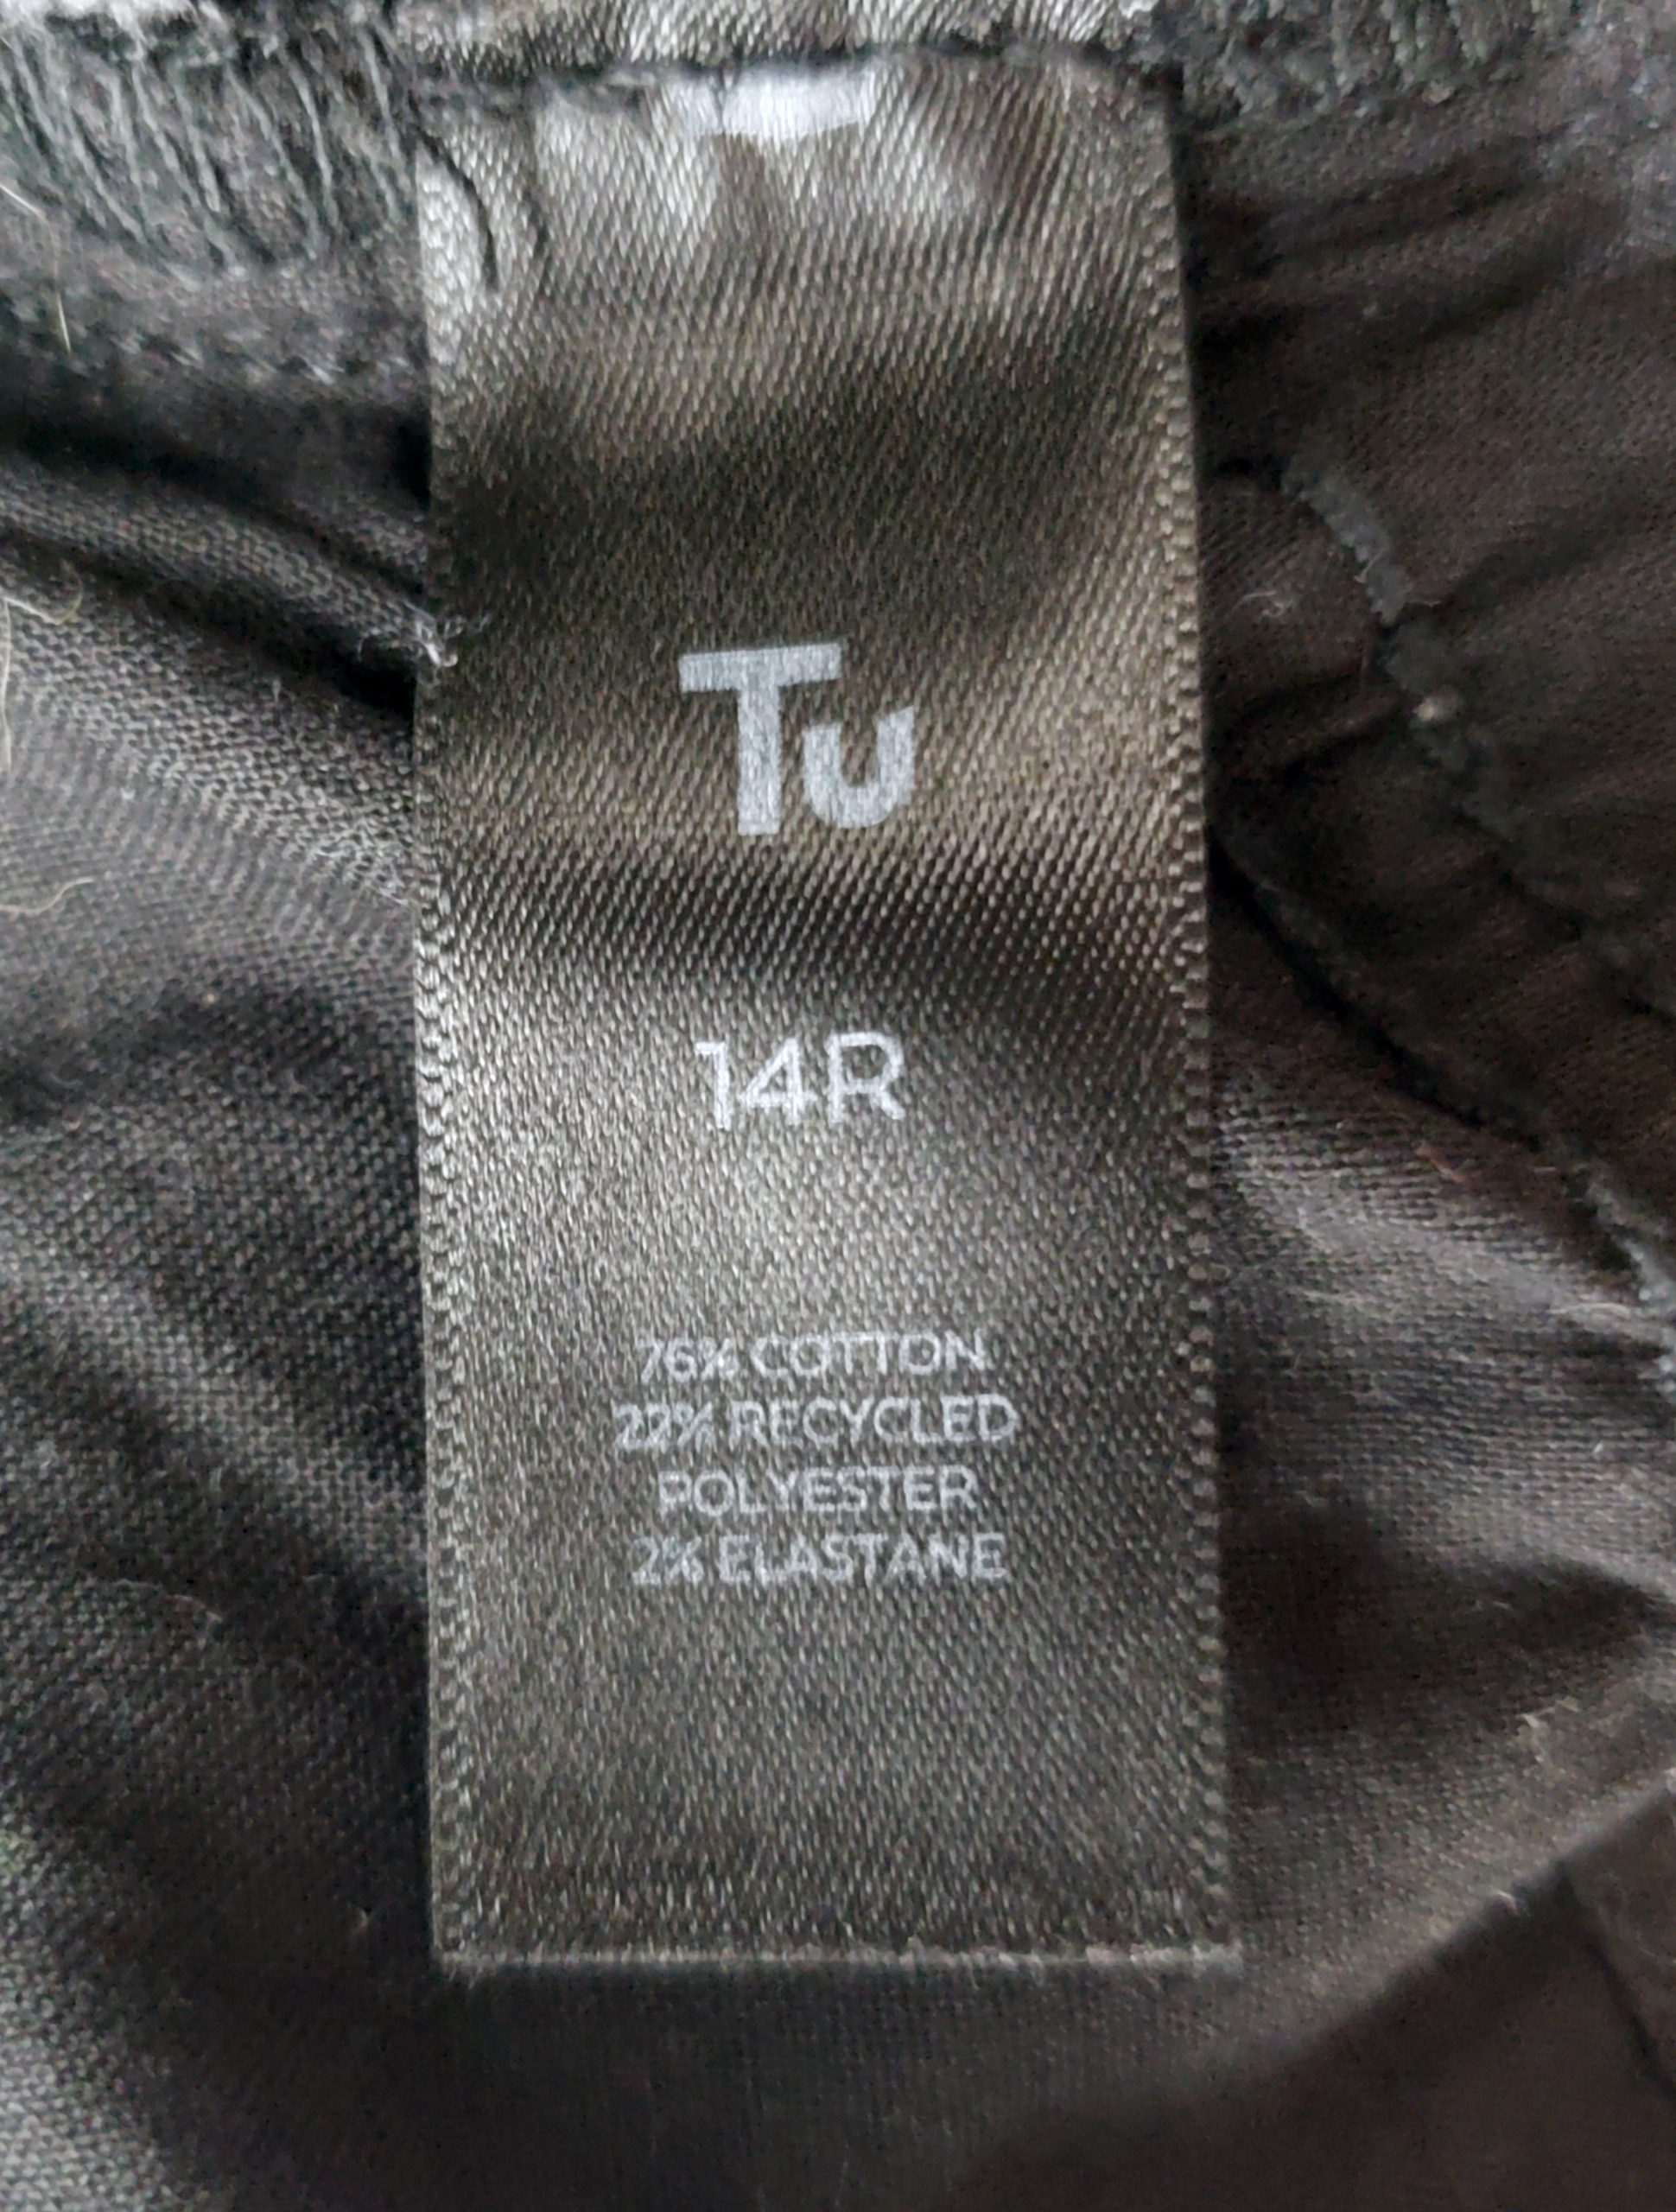 Tu
14R
76% COTTON
22% RECYCLED
POLYESTER
2% ELASTANE